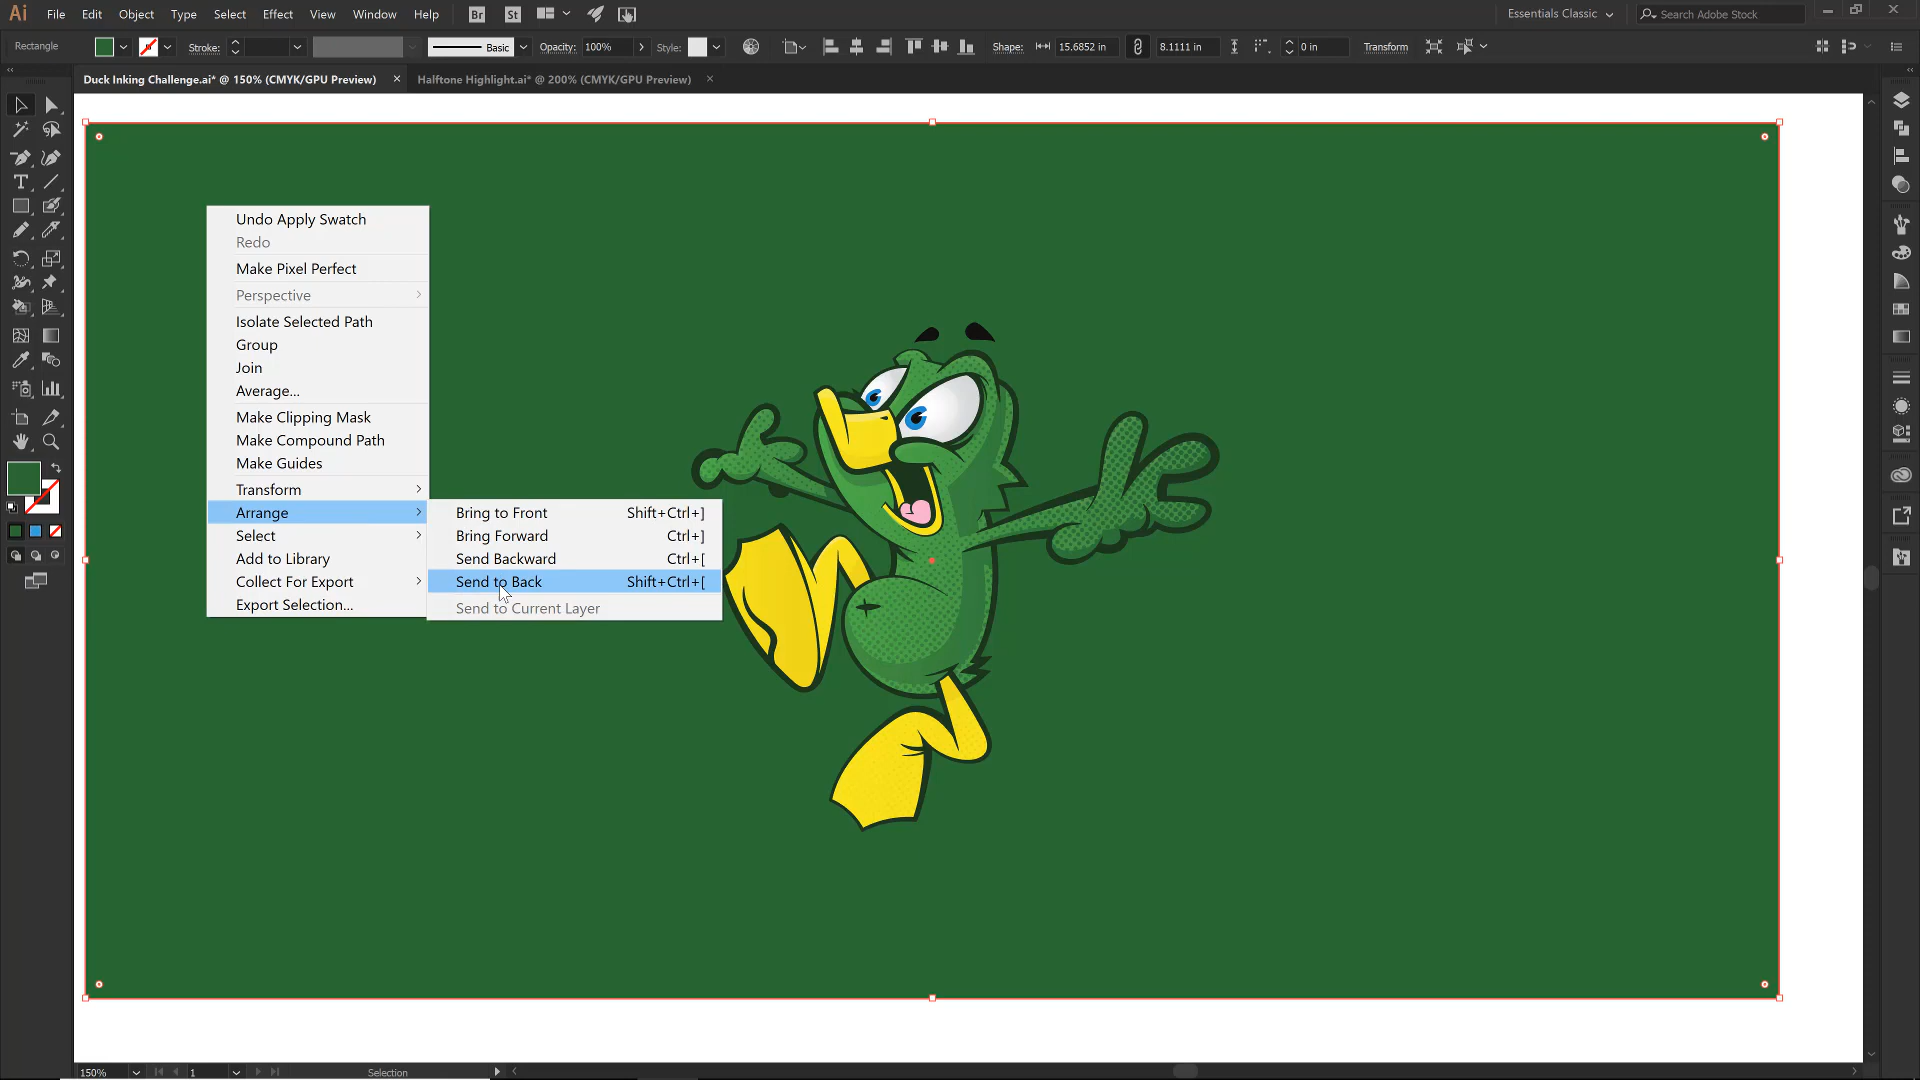 Ai File Edit Object Type Select Effect View Window Help Br St Essentials Classic Search Adobe Stock
Rectangle Stroke: Basic Opacity: 100% Style: Shape: 15.6852 in 8.1111 in 0 in Transform
Duck Inking Challenge.ai* @ 150% (CMYK/GPU Preview) × Halftone Highlight.ai* @ 200% (CMYK/GPU Preview) ×
Undo Apply Swatch
Redo
Make Pixel Perfect
Perspective
Isolate Selected Path
Group
Join
Average...
Make Clipping Mask
Make Compound Path
Make Guides
Transform
Arrange
Select
Add to Library
Collect For Export
Export Selection...
Bring to Front Shift+Ctrl+]
Bring Forward Ctrl+]
Send Backward Ctrl+[
Send to Back Shift+Ctrl+[
Send to Current Layer
150% 1 Selection